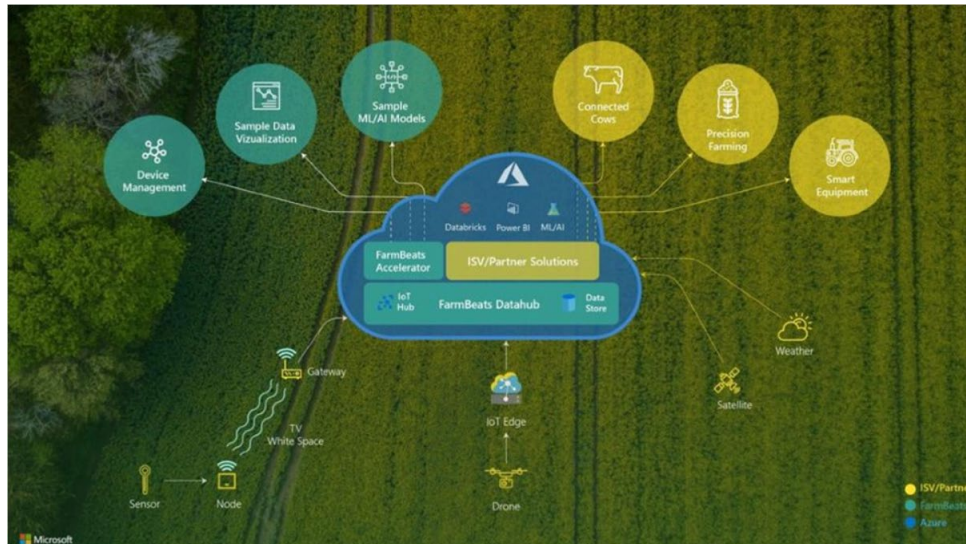 Device
Management
Sample Data
Vizualization
Sample
ML/AI Models
Connected
Cows
Precision
Farming
Smart
Equipment
Databricks
Power BI
ML/AI
FarmBeats
Accelerator
ISV/Partner Solutions
IoT
Hub
FarmBeats Datahub
Data
Store
Gateway
TV
White Space
Sensor
Node
IoT Edge
Drone
Weather
Satellite
ISV/Partne
FarmBeats
Azure
Microsoft